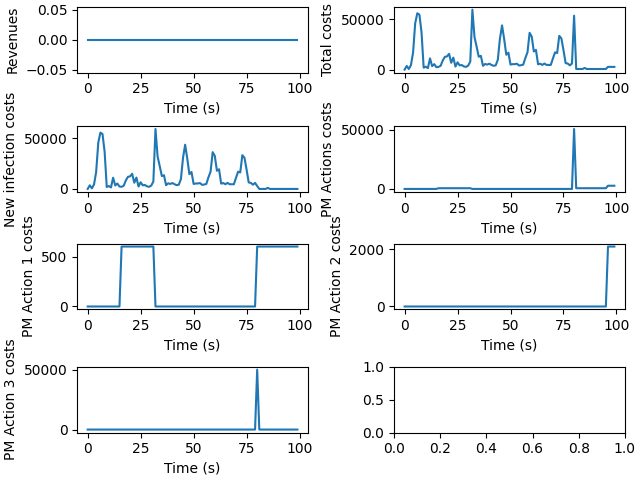 Revenues
0.05
0.00
−0.05
0 25 50 75 100
Time (s)
Total costs
50000
0
0 25 50 75 100
Time (s)
New infection costs
50000
0
0 25 50 75 100
Time (s)
PM Actions costs
50000
0
0 25 50 75 100
Time (s)
PM Action 1 costs
500
0
0 25 50 75 100
Time (s)
PM Action 2 costs
2000
0
0 25 50 75 100
Time (s)
PM Action 3 costs
50000
0
0 25 50 75 100
Time (s)
1.0
0.5
0.0
0.0 0.2 0.4 0.6 0.8 1.0